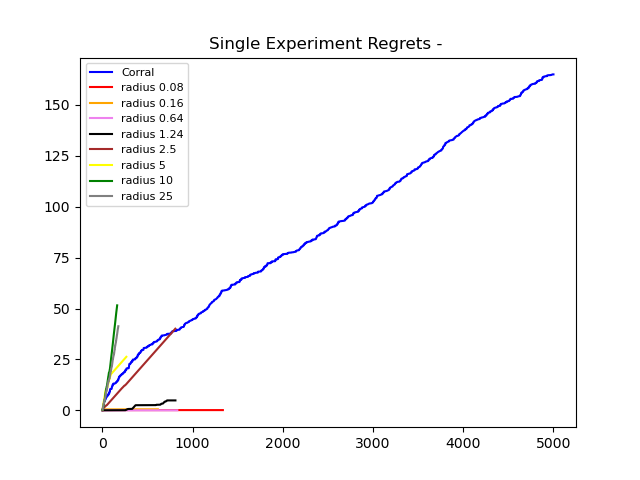 Single Experiment Regrets -
Corral
radius 0.08
radius 0.16
radius 0.64
radius 1.24
radius 2.5
radius 5
radius 10
radius 25
150
125
100
75
50
25
0
0 1000 2000 3000 4000 5000